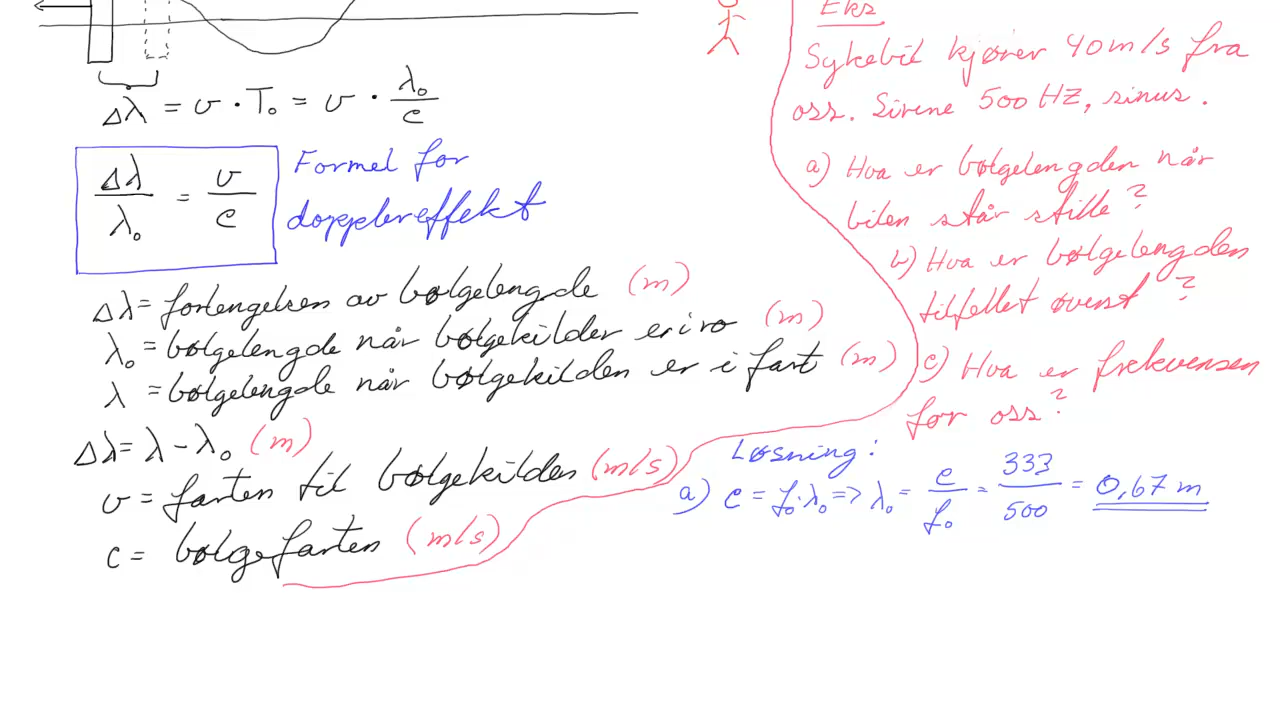 Δλ = v · T₀ = v · λ₀/c
Δλ/λ₀ = v/c
Formel for
dopplereffekt
Δλ = forlengelsen av bølgelengde (m)
λ₀ = bølgelengde når bølgekilder er i ro (m)
λ = bølgelengde når bølgekilden er i fart (m)
Δλ = λ - λ₀ (m)
v = farten til bølgekilden (m/s)
c = bølgefarten (m/s)
Eks
Sykebil kjører 40 m/s fra
oss. Sirene 500 HZ, sinus.
a) Hva er bølgelengden når
bilen står stille?
b) Hva er bølgelengden
tilfellet øverst?
c) Hva er frekvensen
for oss?
Løsning:
a) c = f₀·λ₀ => λ₀ = c/f₀ = 333/500 = 0,67 m